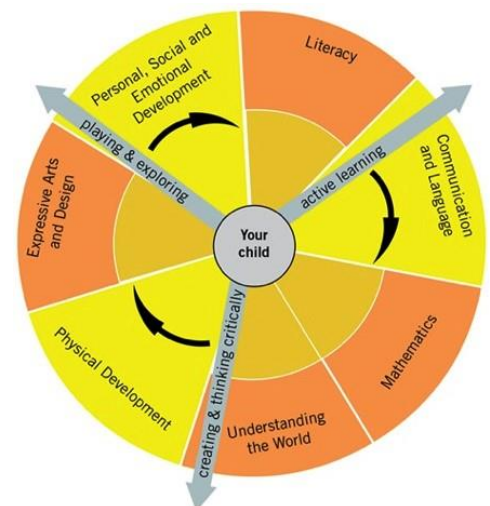 Personal, Social and
Emotional
Development
Literacy
playing & exploring
active learning
Communication
and Language
Expressive Arts
and Design
Your
child
Physical Development
creating & thinking critically
Mathematics
Understanding
the World